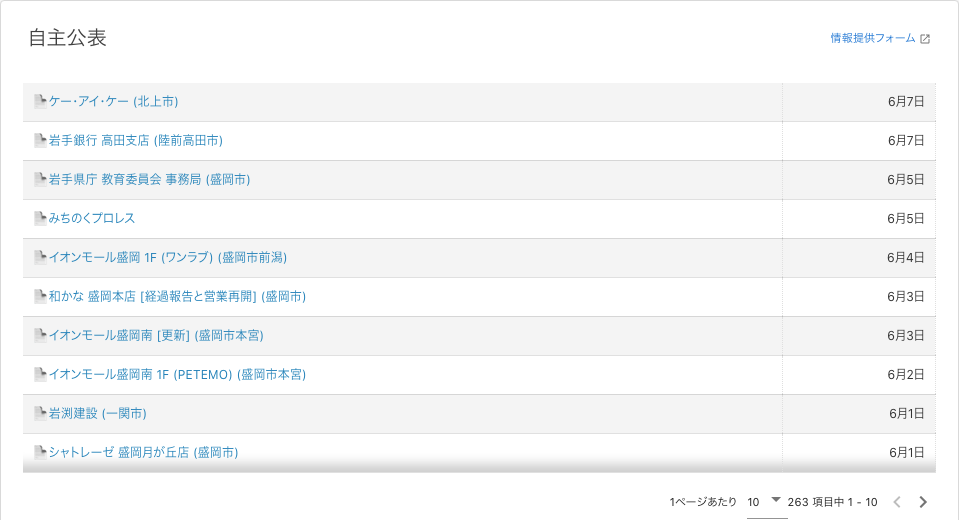 自主公表
情報提供フォーム
ケー・アイ・ケー (北上市) 6月7日
岩手銀行 高田支店 (陸前高田市) 6月7日
岩手県庁 教育委員会 事務局 (盛岡市) 6月5日
みちのくプロレス 6月5日
イオンモール盛岡 1F (ワンラブ) (盛岡市前潟) 6月4日
和かな 盛岡本店 [経過報告と営業再開] (盛岡市) 6月3日
イオンモール盛岡南 [更新] (盛岡市本宮) 6月3日
イオンモール盛岡南 1F (PETEMO) (盛岡市本宮) 6月2日
岩渕建設 (一関市) 6月1日
シャトレーゼ 盛岡月が丘店 (盛岡市) 6月1日
1ページあたり 10 263 項目中 1 - 10